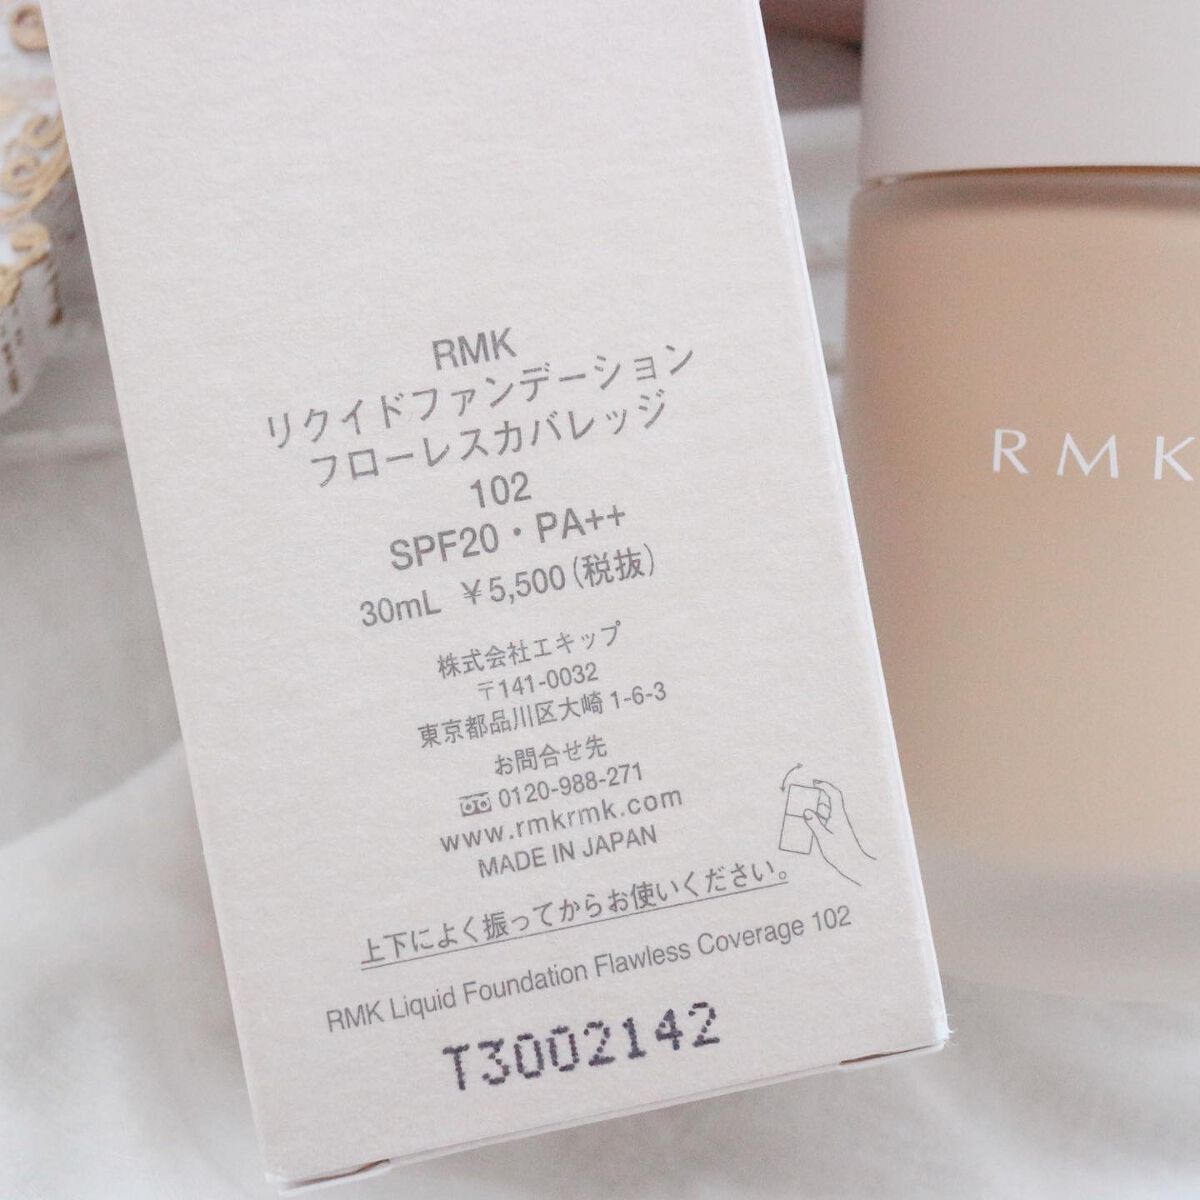 RMK
リクイドファンデーション
フローレスカバレッジ
102
SPF20・PA++
30mL ¥5,500(税抜)
株式会社エキップ
〒141-0032
東京都品川区大崎1-6-3
お問合せ先
0120-988-271
www.rmkrmk.com
MADE IN JAPAN
上下によく振ってからお使いください。
RMK Liquid Foundation Flawless Coverage 102
T3002142
RMK